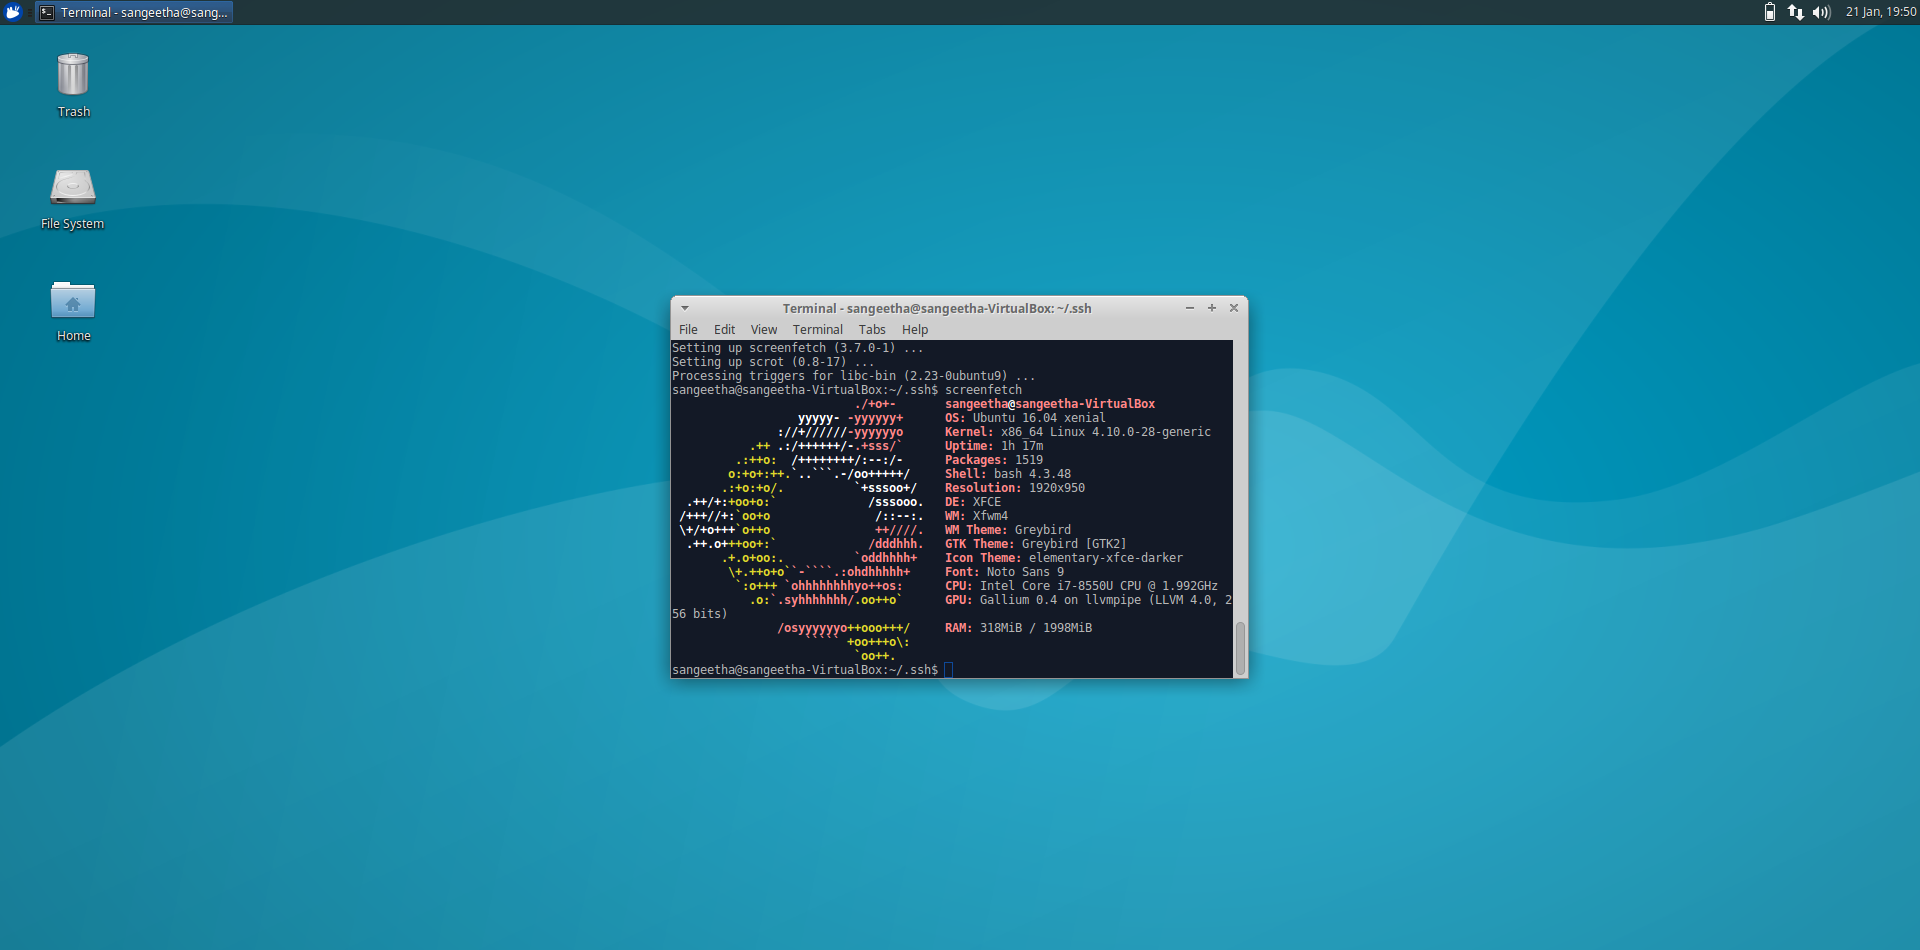 Terminal - sangeetha@sang...
21 Jan, 19:50
Trash
File System
Home
Terminal - sangeetha@sangeetha-VirtualBox: ~/.ssh
File Edit View Terminal Tabs Help
Setting up screenfetch (3.7.0-1) ...
Setting up scrot (0.8-17) ...
Processing triggers for libc-bin (2.23-0ubuntu9) ...
sangeetha@sangeetha-VirtualBox:~/.ssh$ screenfetch
                          ./+o+-       sangeetha@sangeetha-VirtualBox
                  yyyyy- -yyyyyy+      OS: Ubuntu 16.04 xenial
               ://+//////-yyyyyyo      Kernel: x86_64 Linux 4.10.0-28-generic
           .++ .:/++++++/-.+sss/`      Uptime: 1h 17m
         .:++o:  /++++++++/:--:/-      Packages: 1519
        o:+o+:++.`..```.-/oo+++++/     Shell: bash 4.3.48
       .:+o:+o/.          `+sssoo+/    Resolution: 1920x950
  .++/+:+oo+o:`             /sssooo.   DE: XFCE
 /+++//+:`oo+o               /::--:.   WM: Xfwm4
 \+/+o+++`o++o               ++////.   WM Theme: Greybird
  .++.o+++oo+:`             /dddhhh.   GTK Theme: Greybird [GTK2]
       .+.o+oo:.          `oddhhhh+    Icon Theme: elementary-xfce-darker
        \+.++o+o``-````.:ohdhhhhh+     Font: Noto Sans 9
         `:o+++ `ohhhhhhhhyo++os:      CPU: Intel Core i7-8550U CPU @ 1.992GHz
           .o:`.syhhhhhhh/.oo++o`      GPU: Gallium 0.4 on llvmpipe (LLVM 4.0, 2
56 bits)
               /osyyyyyyo++ooo+++/     RAM: 318MiB / 1998MiB
                   ````` +oo+++o\:
                          `oo++.
sangeetha@sangeetha-VirtualBox:~/.ssh$